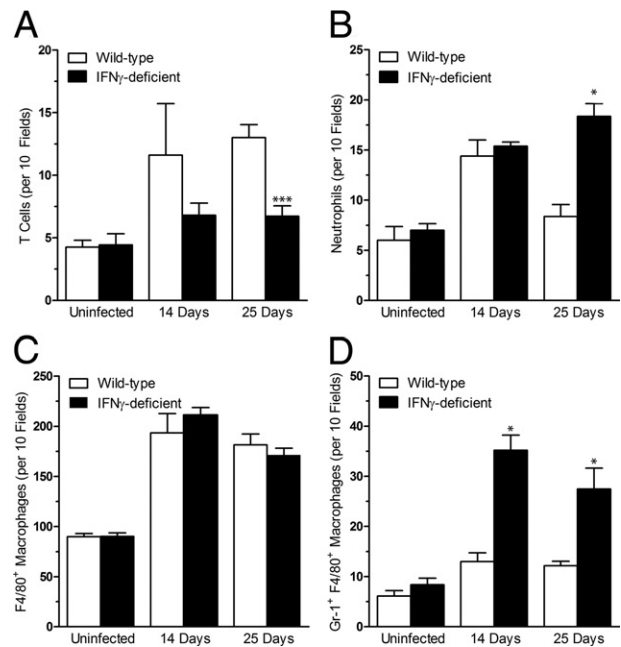 A
T Cells (per 10 Fields)
20
15
10
5
0
Wild-type
IFNγ-deficient
***
Uninfected 14 Days 25 Days
B
Neutrophils (per 10 Fields)
25
20
15
10
5
0
Wild-type
IFNγ-deficient
*
Uninfected 14 Days 25 Days
C
F4/80+ Macrophages (per 10 Fields)
250
200
150
100
50
0
Wild-type
IFNγ-deficient
Uninfected 14 Days 25 Days
D
Gr-1+ F4/80+ Macrophages (per 10 Fields)
50
40
30
20
10
0
Wild-type
IFNγ-deficient
*
*
Uninfected 14 Days 25 Days